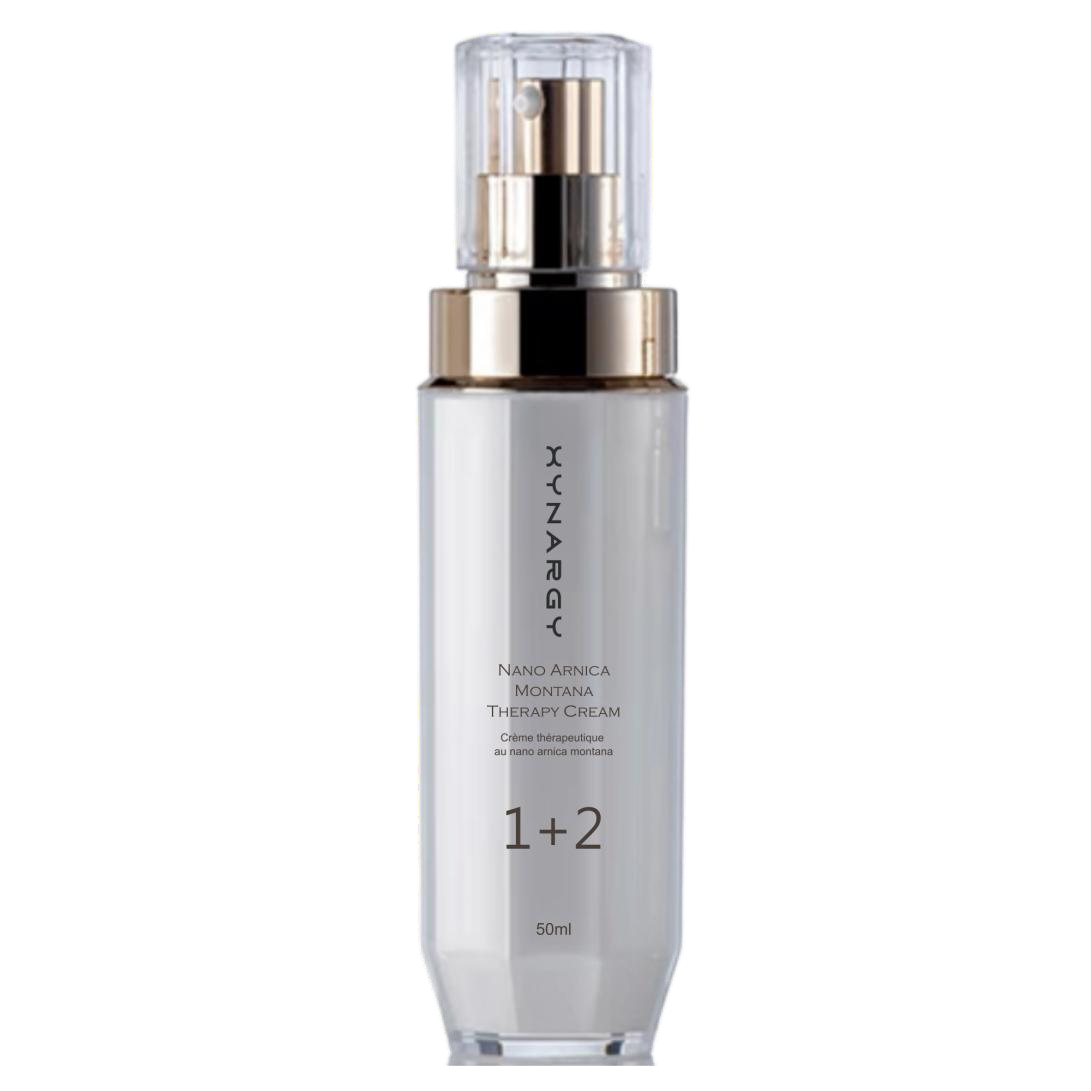 XYNARGY
NANO ARNICA
MONTANA
THERAPY CREAM
Crème thérapeutique
au nano arnica montana
1+2
50ml